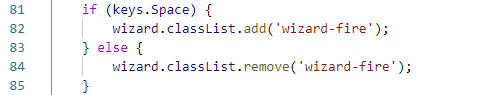 81 if (keys.Space) {
82 wizard.classList.add('wizard-fire');
83 } else {
84 wizard.classList.remove('wizard-fire');
85 }